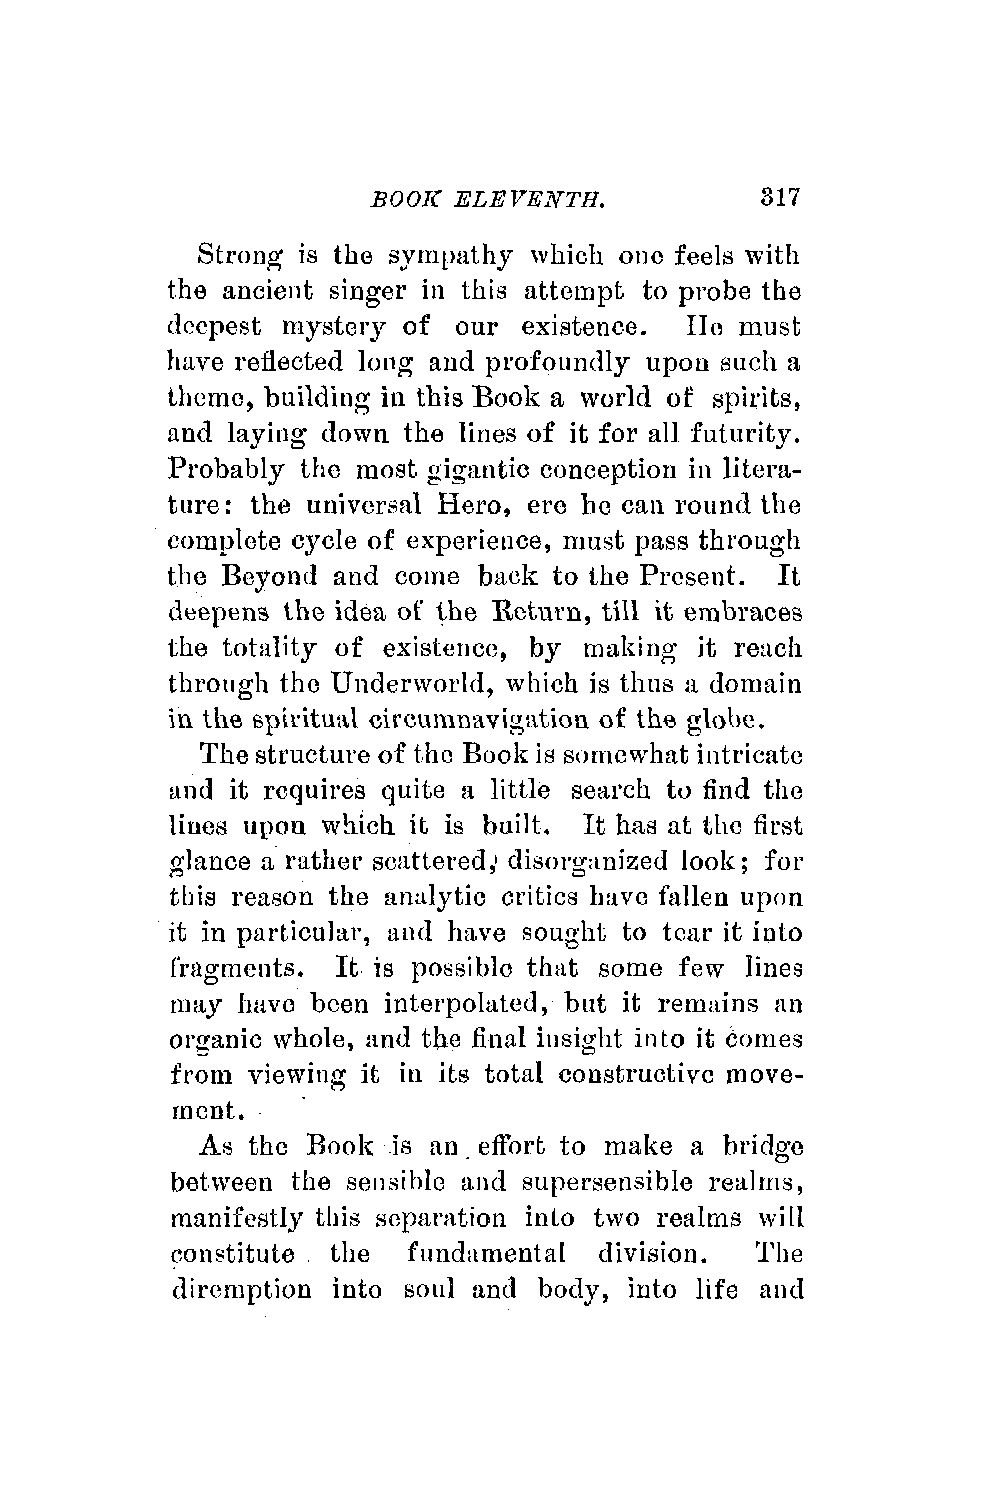 BOOK ELEVENTH. 317
Strong is the sympathy which one feels with
the ancient singer in this attempt to probe the
deepest mystery of our existence. He must
have reflected long and profoundly upon such a
theme, building in this Book a world of spirits,
and laying down the lines of it for all futurity.
Probably the most gigantic conception in litera-
ture: the universal Hero, ere he can round the
complete cycle of experience, must pass through
the Beyond and come back to the Present. It
deepens the idea of the Return, till it embraces
the totality of existence, by making it reach
through the Underworld, which is thus a domain
in the spiritual circumnavigation of the globe.
The structure of the Book is somewhat intricate
and it requires quite a little search to find the
lines upon which it is built. It has at the first
glance a rather scattered, disorganized look; for
this reason the analytic critics have fallen upon
it in particular, and have sought to tear it into
fragments. It is possible that some few lines
may have been interpolated, but it remains an
organic whole, and the final insight into it comes
from viewing it in its total constructive move-
ment.
As the Book is an effort to make a bridge
between the sensible and supersensible realms,
manifestly this separation into two realms will
constitute the fundamental division. The
diremption into soul and body, into life and